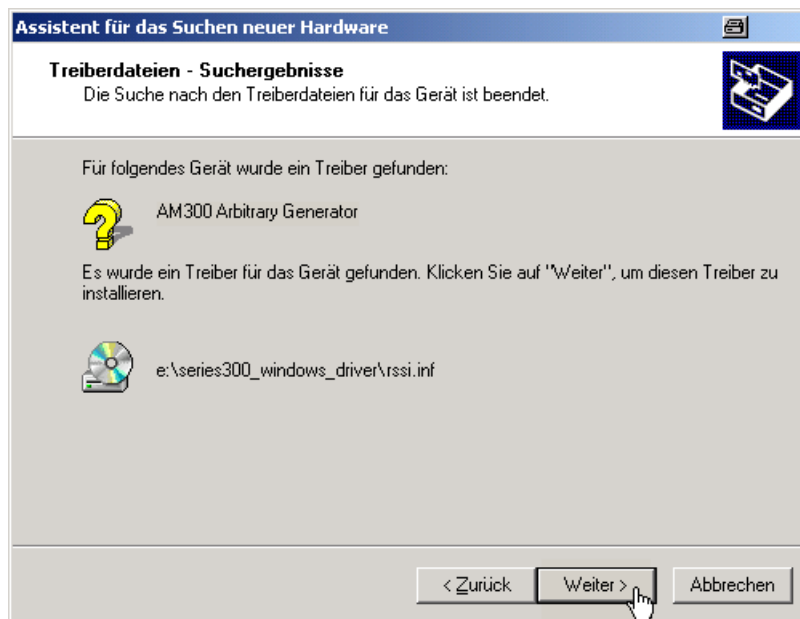 Assistent für das Suchen neuer Hardware
Treiberdateien - Suchergebnisse
Die Suche nach den Treiberdateien für das Gerät ist beendet.
Für folgendes Gerät wurde ein Treiber gefunden:
AM300 Arbitrary Generator
Es wurde ein Treiber für das Gerät gefunden. Klicken Sie auf "Weiter", um diesen Treiber zu
installieren.
e:\series300_windows_driver\rssi.inf
< Zurück Weiter > Abbrechen